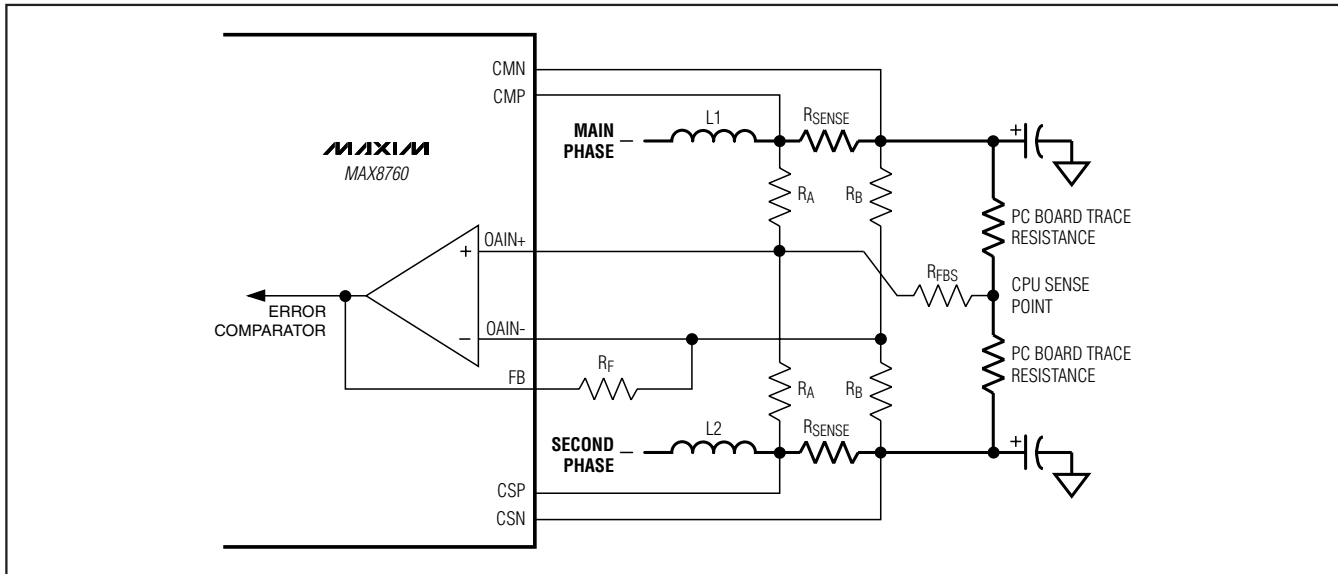 CMN
CMP
L1
RSENSE
MAIN
PHASE
+
MAXIM
MAX8760
RA
RB
PC BOARD TRACE
RESISTANCE
OAIN+
+
RFBS
CPU SENSE
POINT
ERROR
COMPARATOR
−
OAIN-
RF
FB
RA
RB
PC BOARD TRACE
RESISTANCE
L2
RSENSE
SECOND
PHASE
+
CSP
CSN